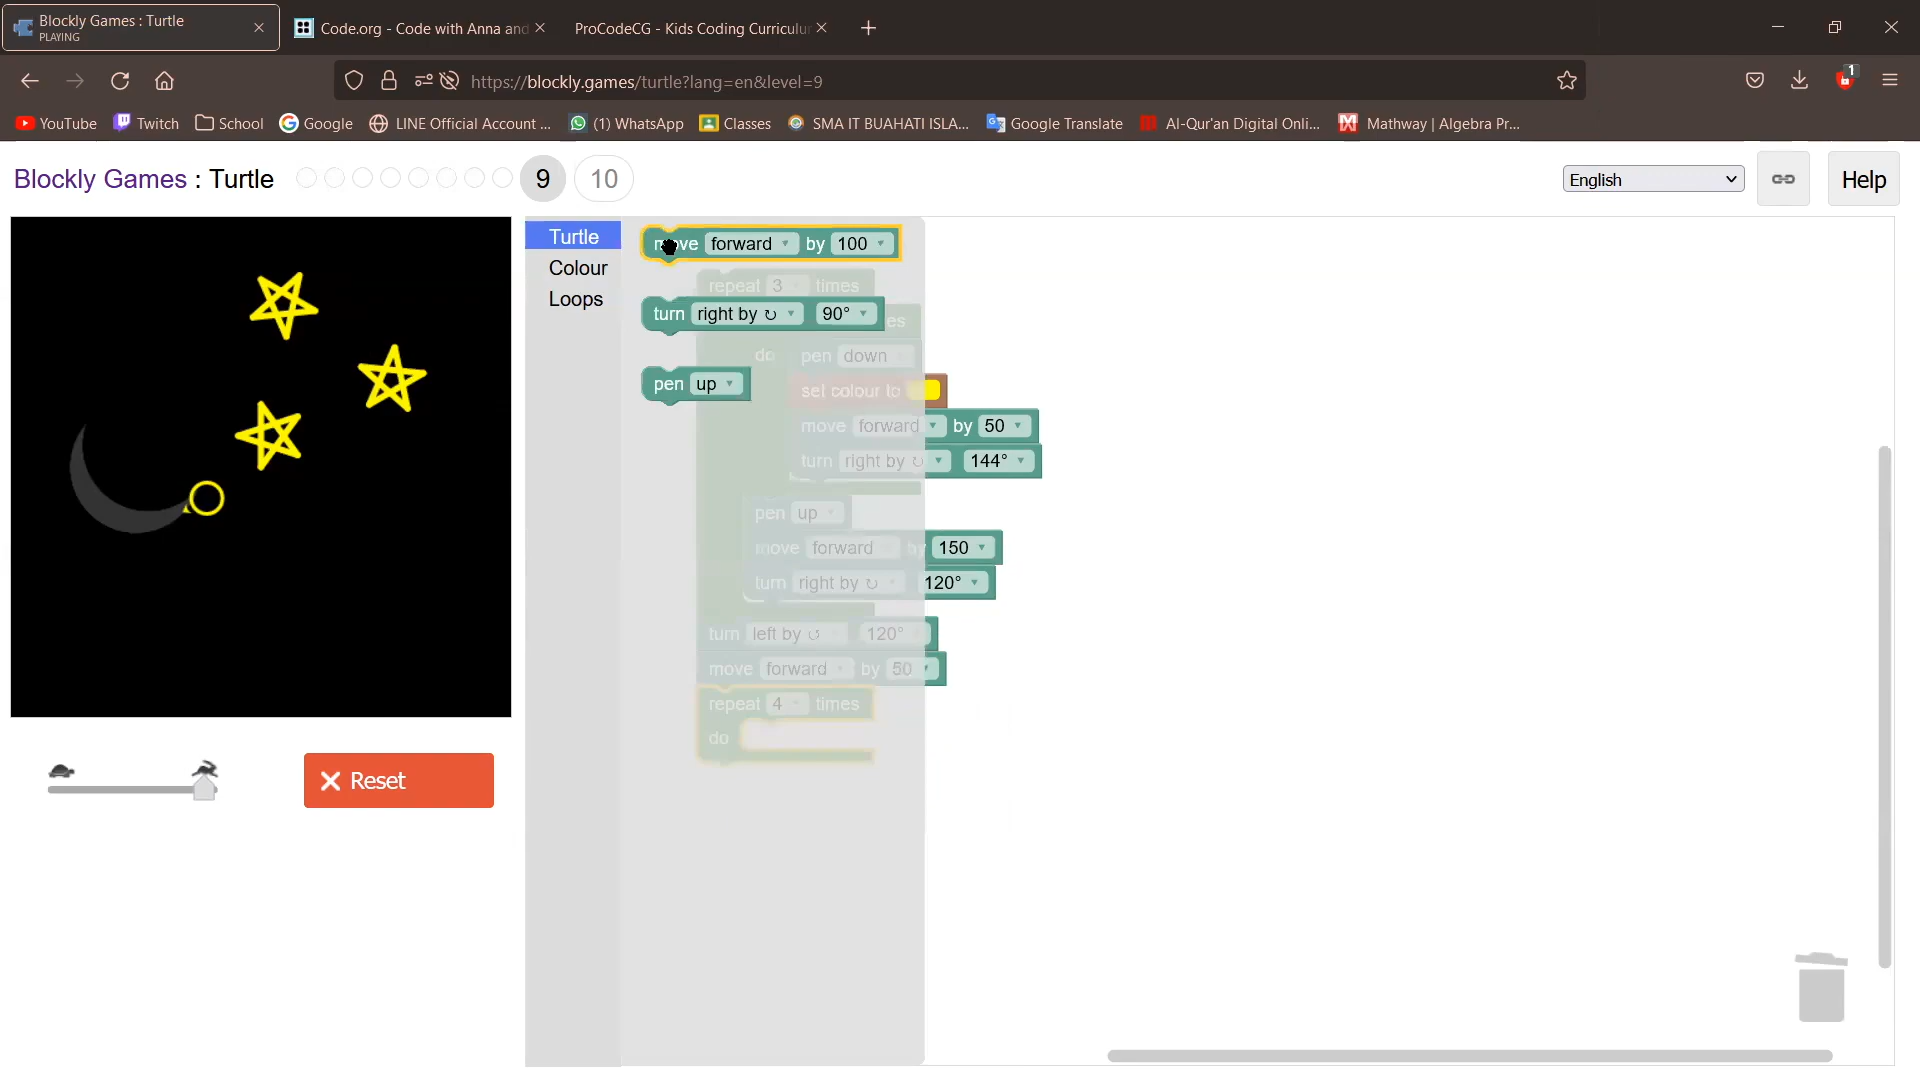 Blockly Games : Turtle
PLAYING
Code.org - Code with Anna and
ProCodeCG - Kids Coding Curriculu
https://blockly.games/turtle?lang=en&level=9
1
YouTube
Twitch
School
Google
LINE Official Account ...
(1) WhatsApp
Classes
SMA IT BUAHATI ISLA...
Google Translate
Al-Qur'an Digital Onli...
Mathway | Algebra Pr...
Blockly Games : Turtle
9
10
English
Help
Turtle
Colour
Loops
move forward by 100
repeat 3 times
turn right by ↻ 90°
es
do
pen down
pen up
set colour to
move forward by 50
turn right by ↻ 144°
pen up
move forward by 150
turn right by ↻ 120°
turn left by ↺ 120°
move forward by 50
repeat 4 times
do
Reset